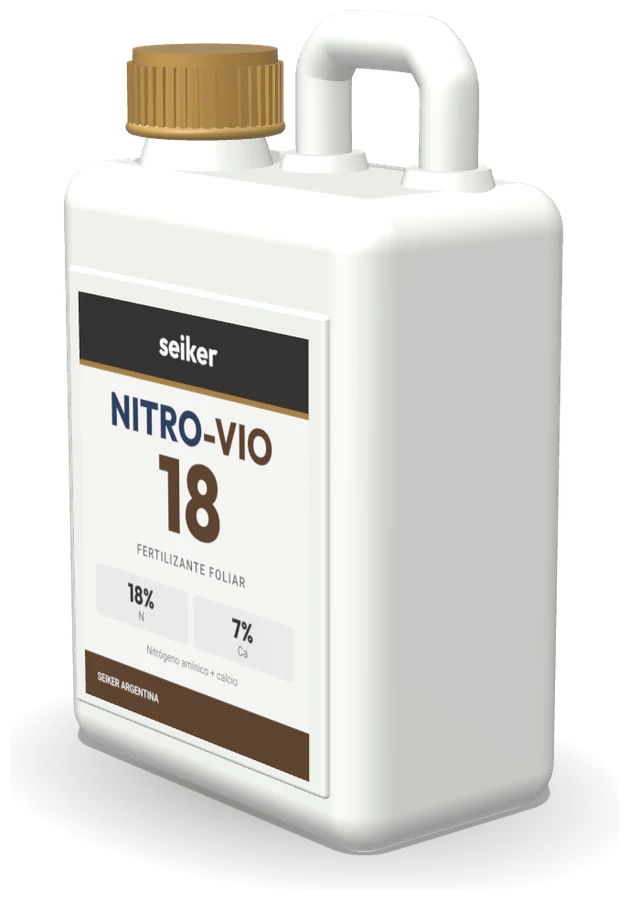 seiker
NITRO-VIO
18
FERTILIZANTE FOLIAR
18%
N
7%
Ca
Nitrógeno amínico + calcio
SEIKER ARGENTINA